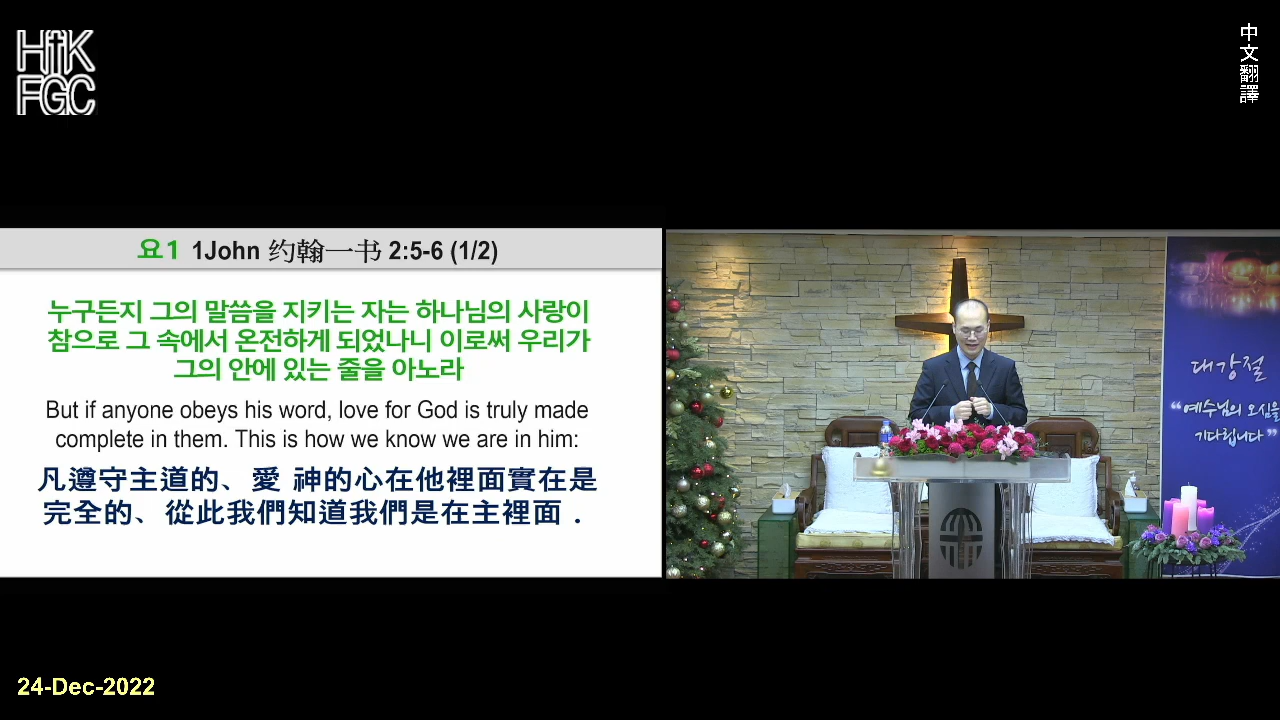 HfK
FGC
中文翻譯
요1 1John 约翰一书 2:5-6 (1/2)
누구든지 그의 말씀을 지키는 자는 하나님의 사랑이
참으로 그 속에서 온전하게 되었나니 이로써 우리가
그의 안에 있는 줄을 아노라
But if anyone obeys his word, love for God is truly made
complete in them. This is how we know we are in him:
凡遵守主道的、愛 神的心在他裡面實在是
完全的、從此我們知道我們是在主裡面．
대강절
“예수님의 오심을
기다립니다”
24-Dec-2022